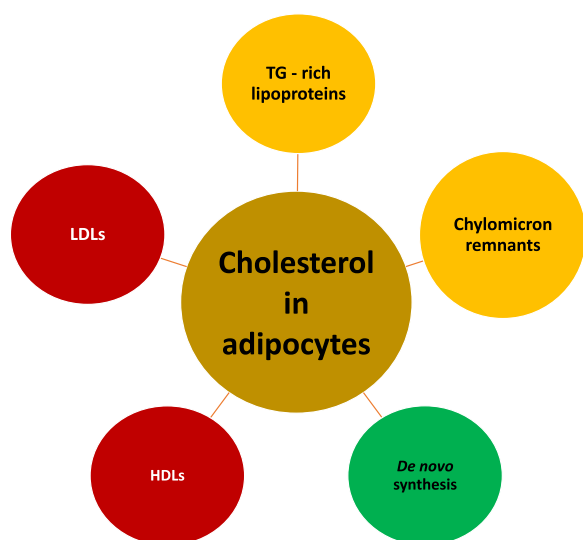 TG - rich
lipoproteins
Chylomicron
remnants
LDLs
Cholesterol
in
adipocytes
HDLs
De novo
synthesis